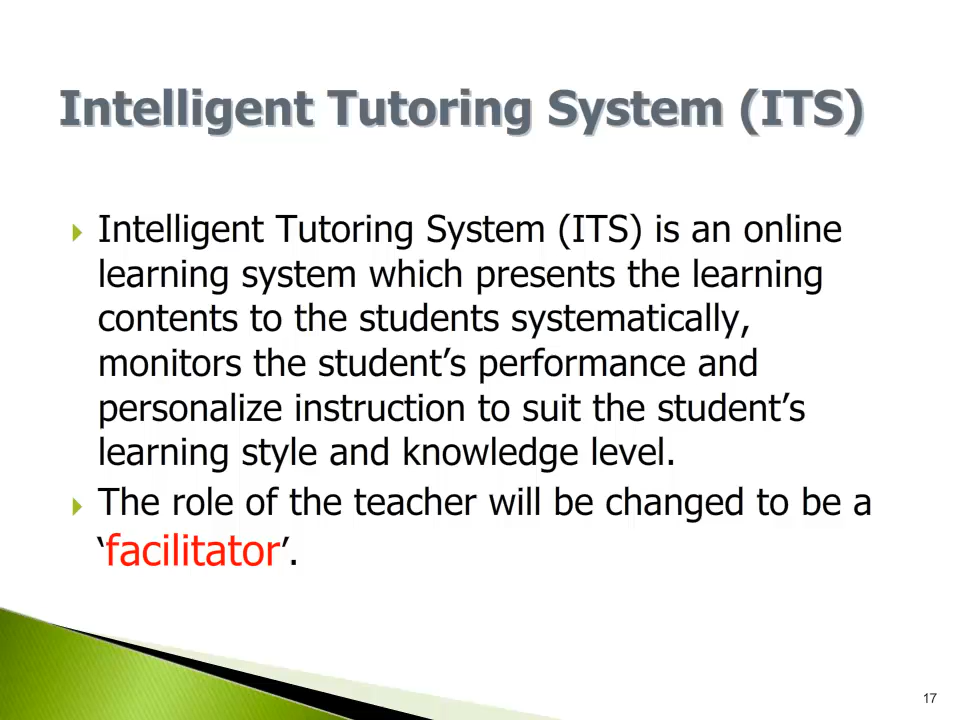 Intelligent Tutoring System (ITS)
Intelligent Tutoring System (ITS) is an online
learning system which presents the learning
contents to the students systematically,
monitors the student’s performance and
personalize instruction to suit the student’s
learning style and knowledge level.
The role of the teacher will be changed to be a
‘facilitator’.
17